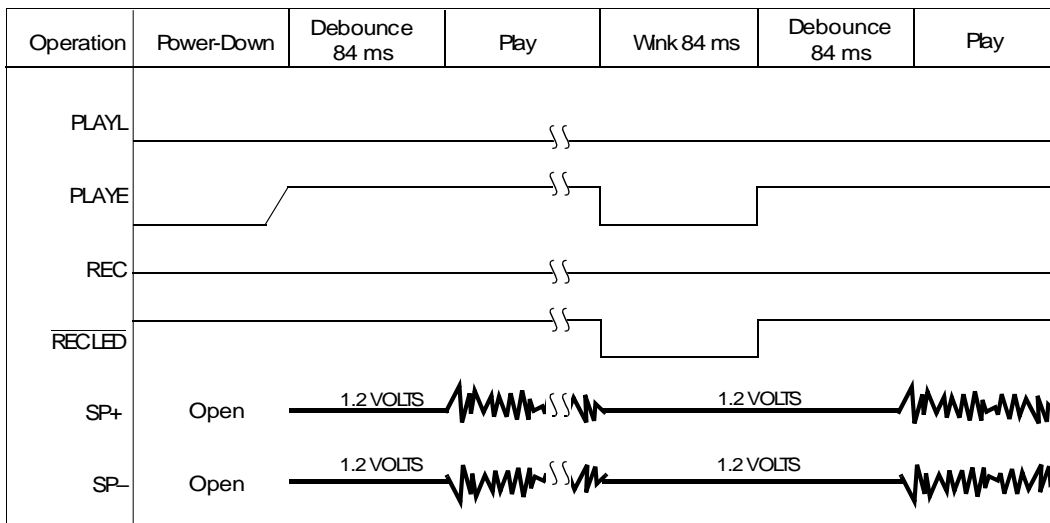 Operation Power-Down Debounce 84 ms Play Wink 84 ms Debounce 84 ms Play
PLAYL
PLAYE
REC
RECLED
SP+ Open 1.2 VOLTS 1.2 VOLTS
SP– Open 1.2 VOLTS 1.2 VOLTS